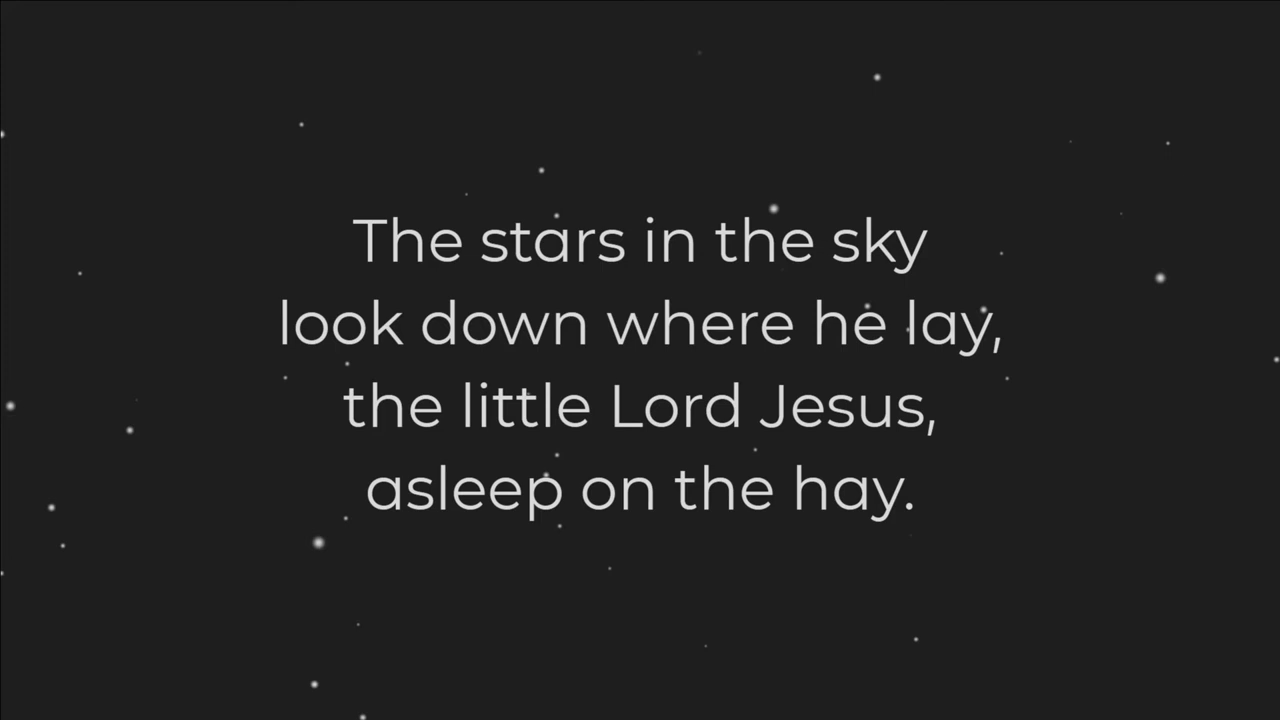 The stars in the sky
look down where he lay,
the little Lord Jesus,
asleep on the hay.